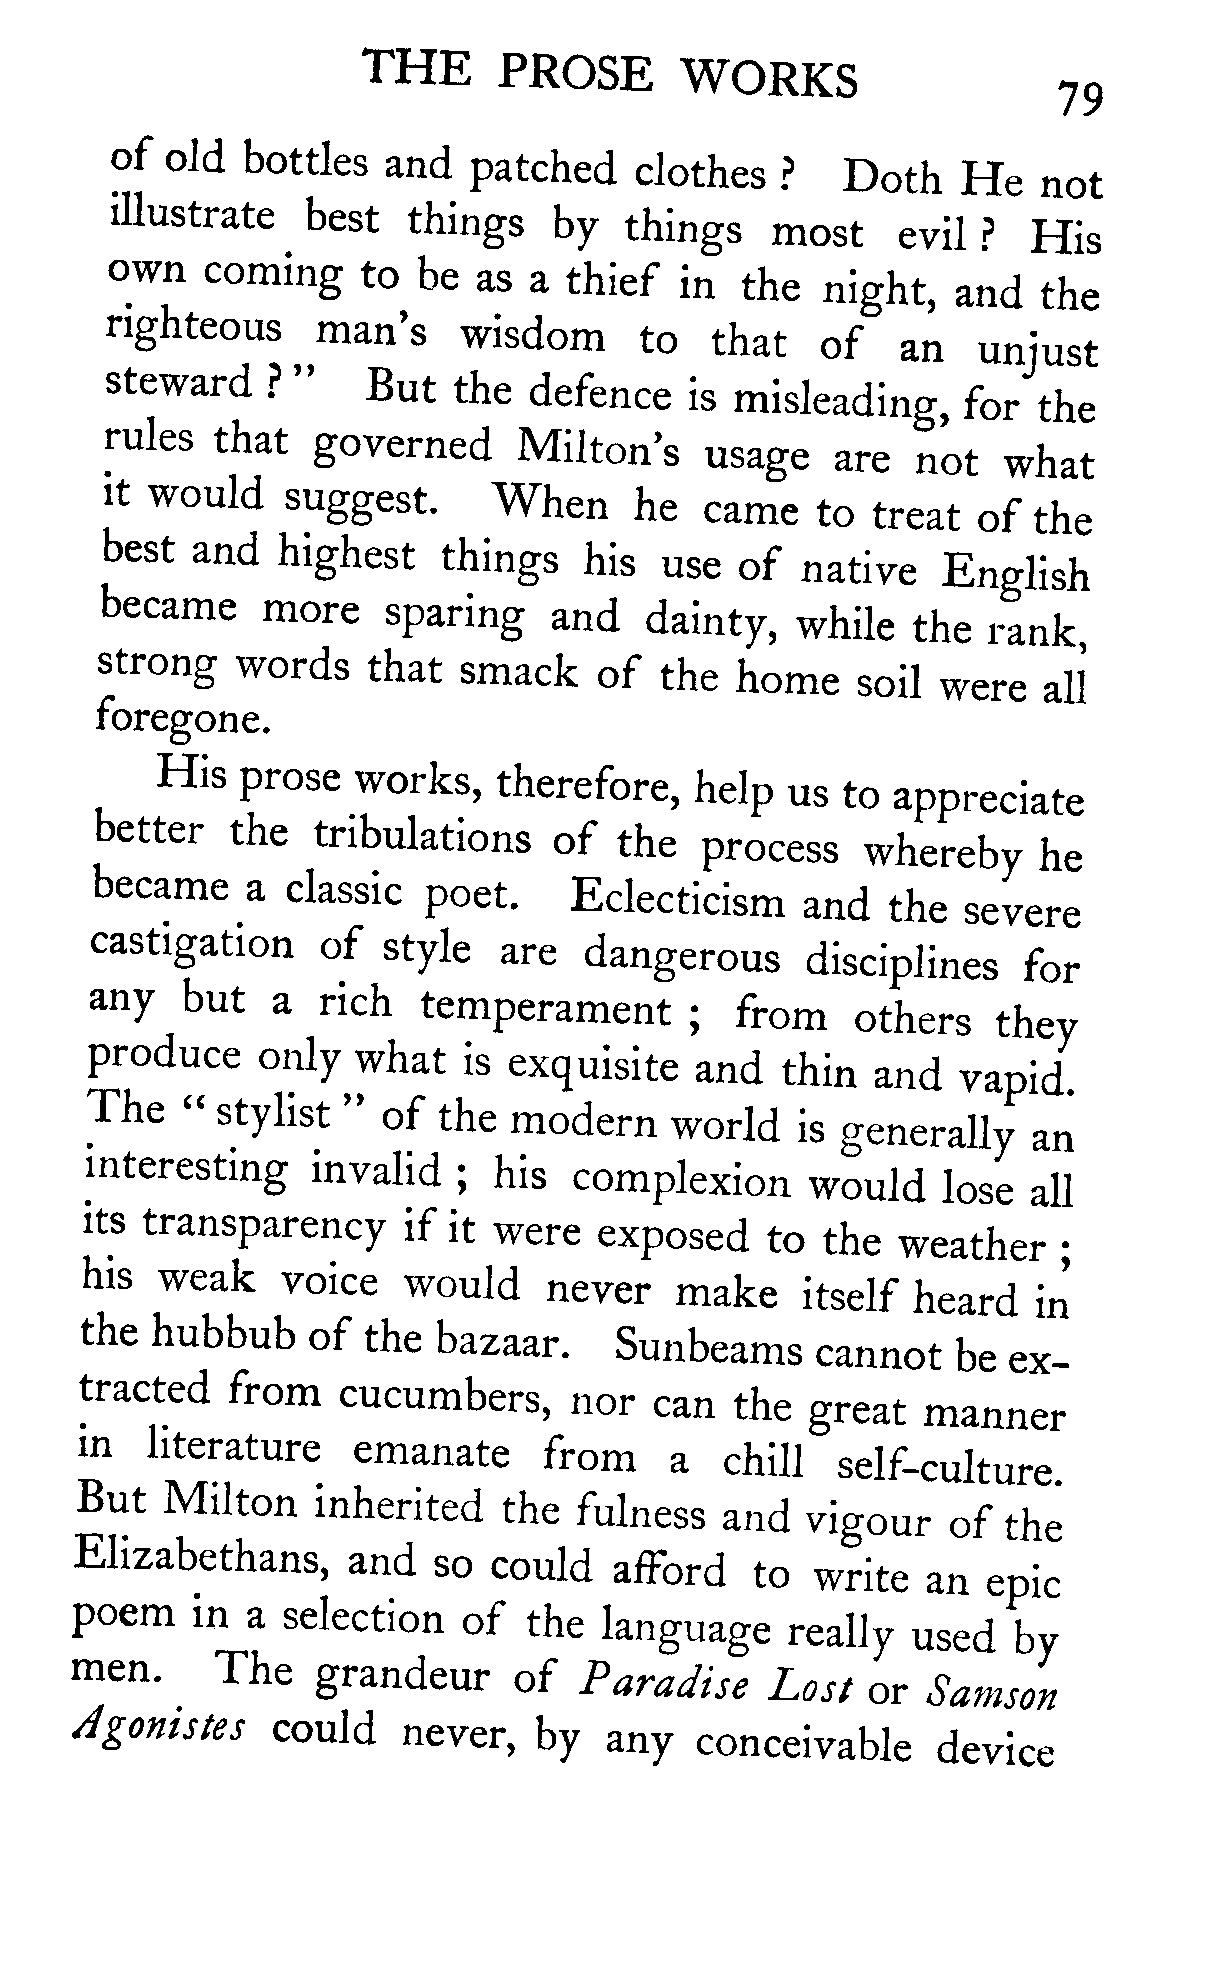 THE PROSE WORKS 79
of old bottles and patched clothes ? Doth He not
illustrate best things by things most evil ? His
own coming to be as a thief in the night, and the
righteous man's wisdom to that of an unjust
steward ? " But the defence is misleading, for the
rules that governed Milton's usage are not what
it would suggest. When he came to treat of the
best and highest things his use of native English
became more sparing and dainty, while the rank,
strong words that smack of the home soil were all
foregone.
His prose works, therefore, help us to appreciate
better the tribulations of the process whereby he
became a classic poet. Eclecticism and the severe
castigation of style are dangerous disciplines for
any but a rich temperament ; from others they
produce only what is exquisite and thin and vapid.
The " stylist " of the modern world is generally an
interesting invalid ; his complexion would lose all
its transparency if it were exposed to the weather ;
his weak voice would never make itself heard in
the hubbub of the bazaar. Sunbeams cannot be ex-
tracted from cucumbers, nor can the great manner
in literature emanate from a chill self-culture.
But Milton inherited the fulness and vigour of the
Elizabethans, and so could afford to write an epic
poem in a selection of the language really used by
men. The grandeur of Paradise Lost or Samson
Agonistes could never, by any conceivable device